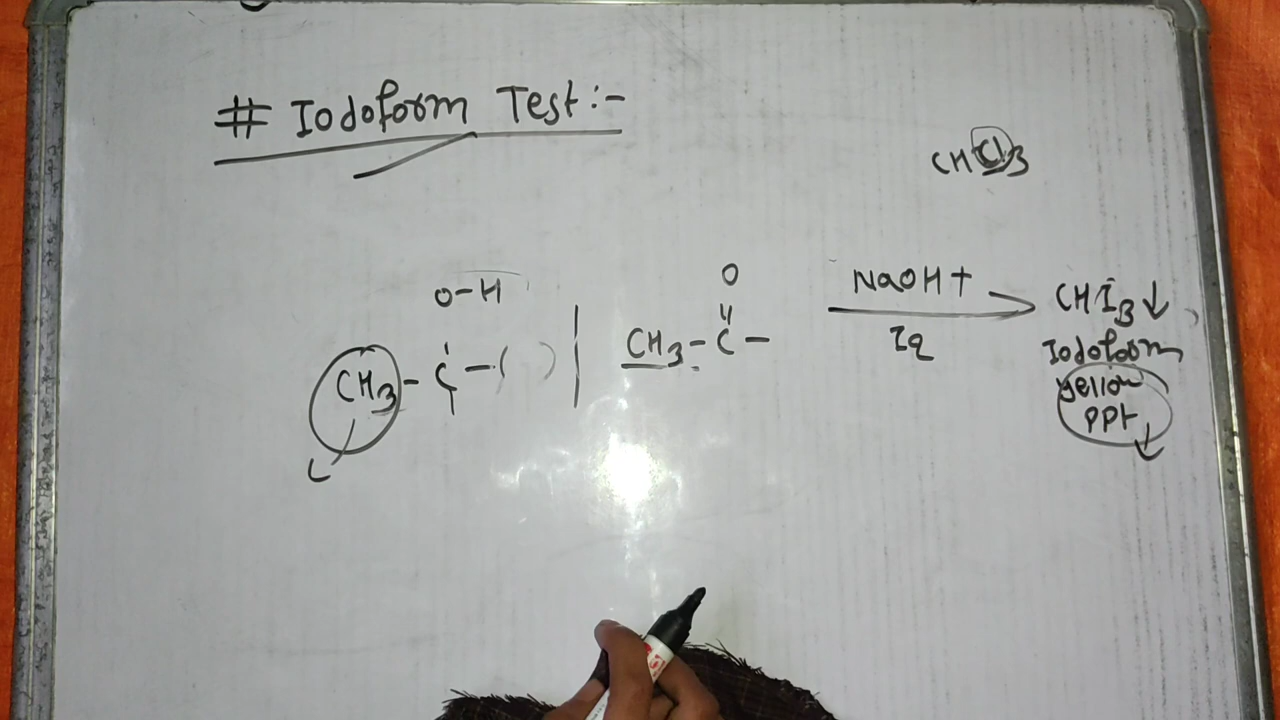 # Iodoform Test:-
CHCl3
O-H
O
NaOH +
CH3-C-( )
CH3-C-
I2
CHI3↓
Iodoform
yellow
PPt